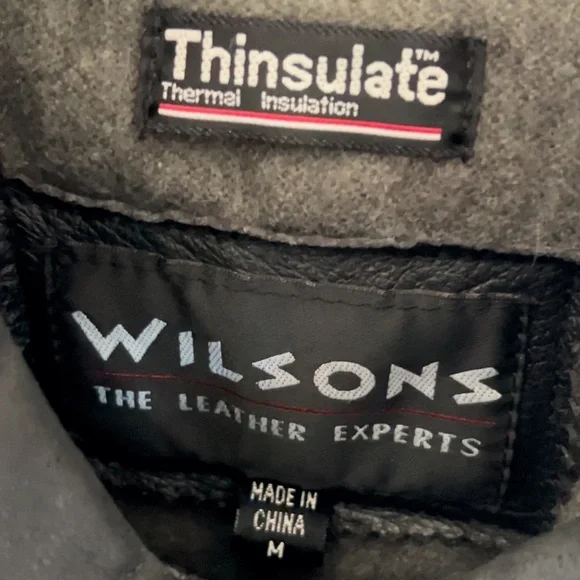 Thinsulate™
Thermal Insulation
WILSONS
THE LEATHER EXPERTS
MADE IN
CHINA
M